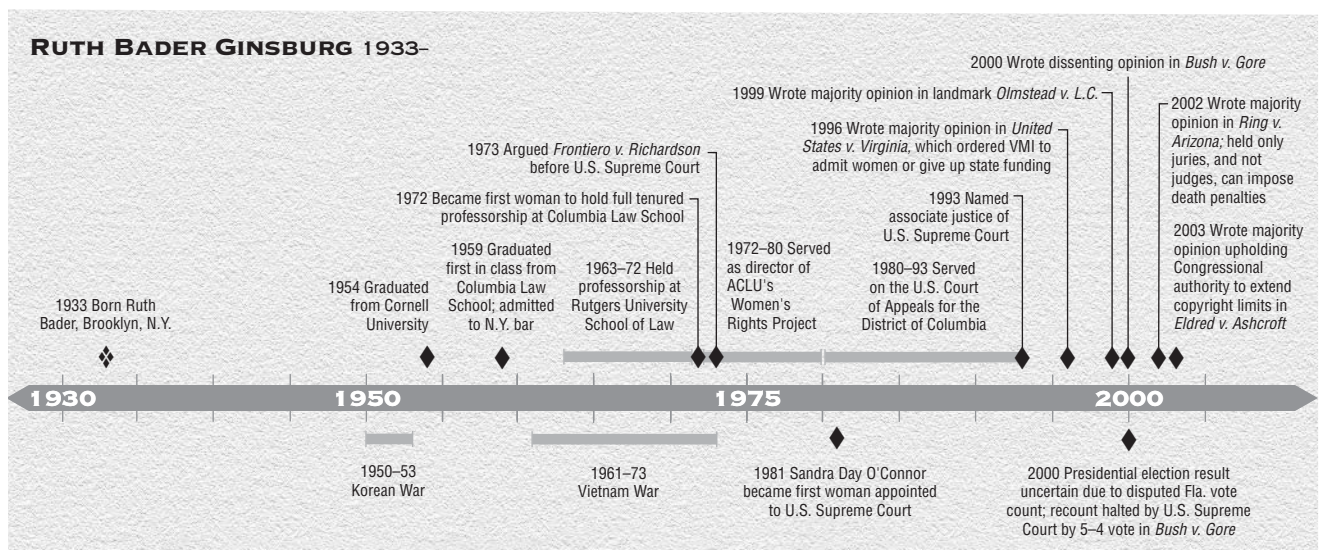 RUTH BADER GINSBURG 1933–
1933 Born Ruth
Bader, Brooklyn, N.Y.
1954 Graduated
from Cornell
University
1959 Graduated
first in class from
Columbia Law
School; admitted
to N.Y. bar
1963–72 Held
professorship at
Rutgers University
School of Law
1972 Became first woman to hold full tenured
professorship at Columbia Law School
1973 Argued Frontiero v. Richardson
before U.S. Supreme Court
1972–80 Served
as director of
ACLU's
Women's
Rights Project
1980–93 Served
on the U.S. Court
of Appeals for the
District of Columbia
1993 Named
associate justice of
U.S. Supreme Court
1996 Wrote majority opinion in United
States v. Virginia, which ordered VMI to
admit women or give up state funding
1999 Wrote majority opinion in landmark Olmstead v. L.C.
2000 Wrote dissenting opinion in Bush v. Gore
2002 Wrote majority
opinion in Ring v.
Arizona; held only
juries, and not
judges, can impose
death penalties
2003 Wrote majority
opinion upholding
Congressional
authority to extend
copyright limits in
Eldred v. Ashcroft
1930 1950 1975 2000
1950–53
Korean War
1961–73
Vietnam War
1981 Sandra Day O'Connor
became first woman appointed
to U.S. Supreme Court
2000 Presidential election result
uncertain due to disputed Fla. vote
count; recount halted by U.S. Supreme
Court by 5–4 vote in Bush v. Gore